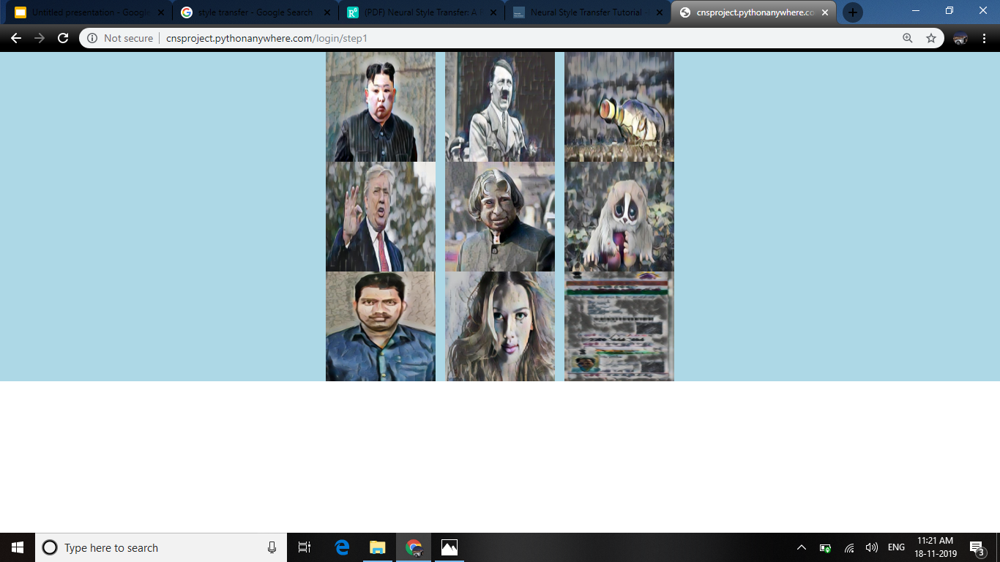 Untitled presentation - Google
style transfer - Google Search
(PDF) Neural Style Transfer: A
Neural Style Transfer Tutorial
cnsproject.pythonanywhere.co
Not secure
cnsproject.pythonanywhere.com/login/step1
Type here to search
ENG
11:21 AM
18-11-2019
3